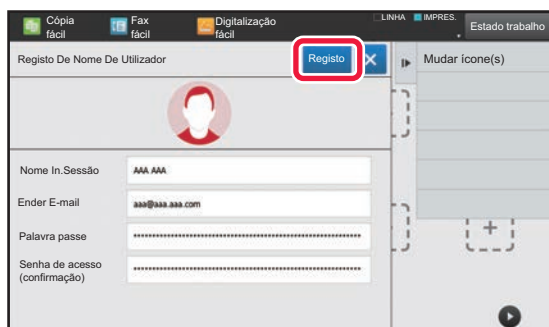 Cópia fácil
Fax fácil
Digitalização fácil
LINHA
IMPRES.
Estado trabalho
Registo De Nome De Utilizador
Registo
Mudar ícone(s)
Nome In.Sessão
AAA AAA
Ender E-mail
aaa@aaa.aaa.com
Palavra passe
Senha de acesso
(confirmação)